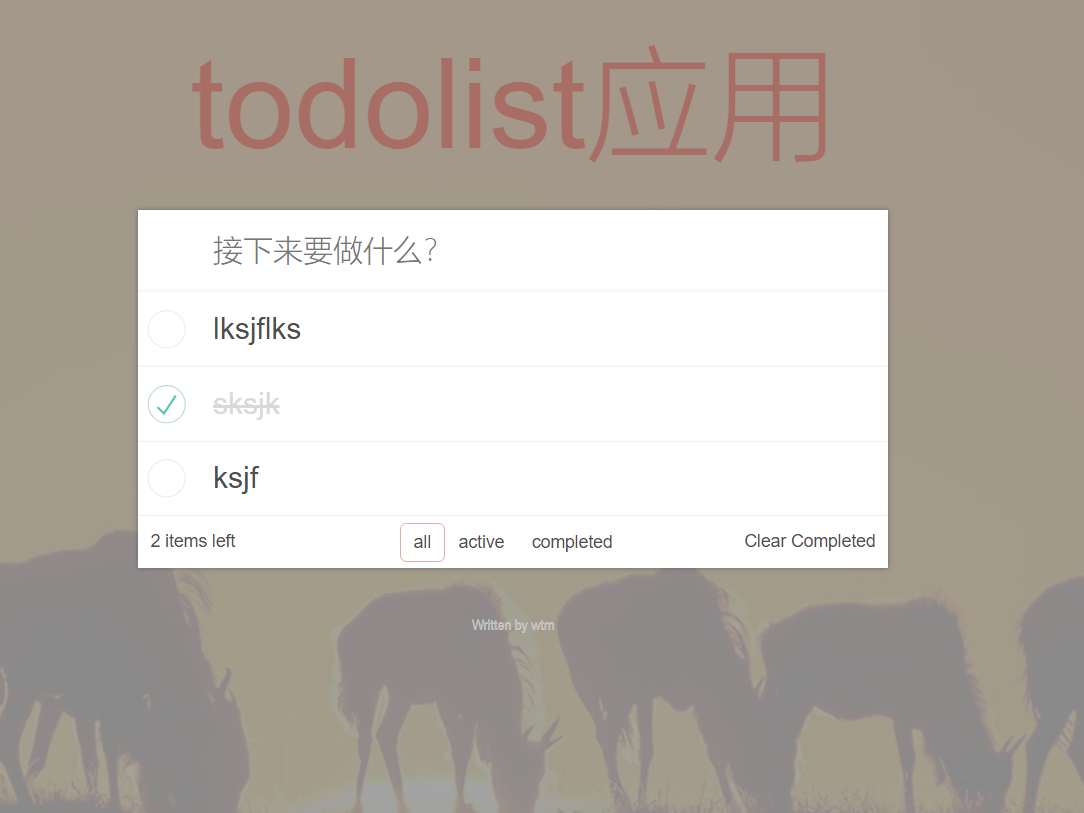 todolist应用
接下来要做什么?
lksjflks
sksjk
ksjf
2 items left all active completed Clear Completed
Written by wtm